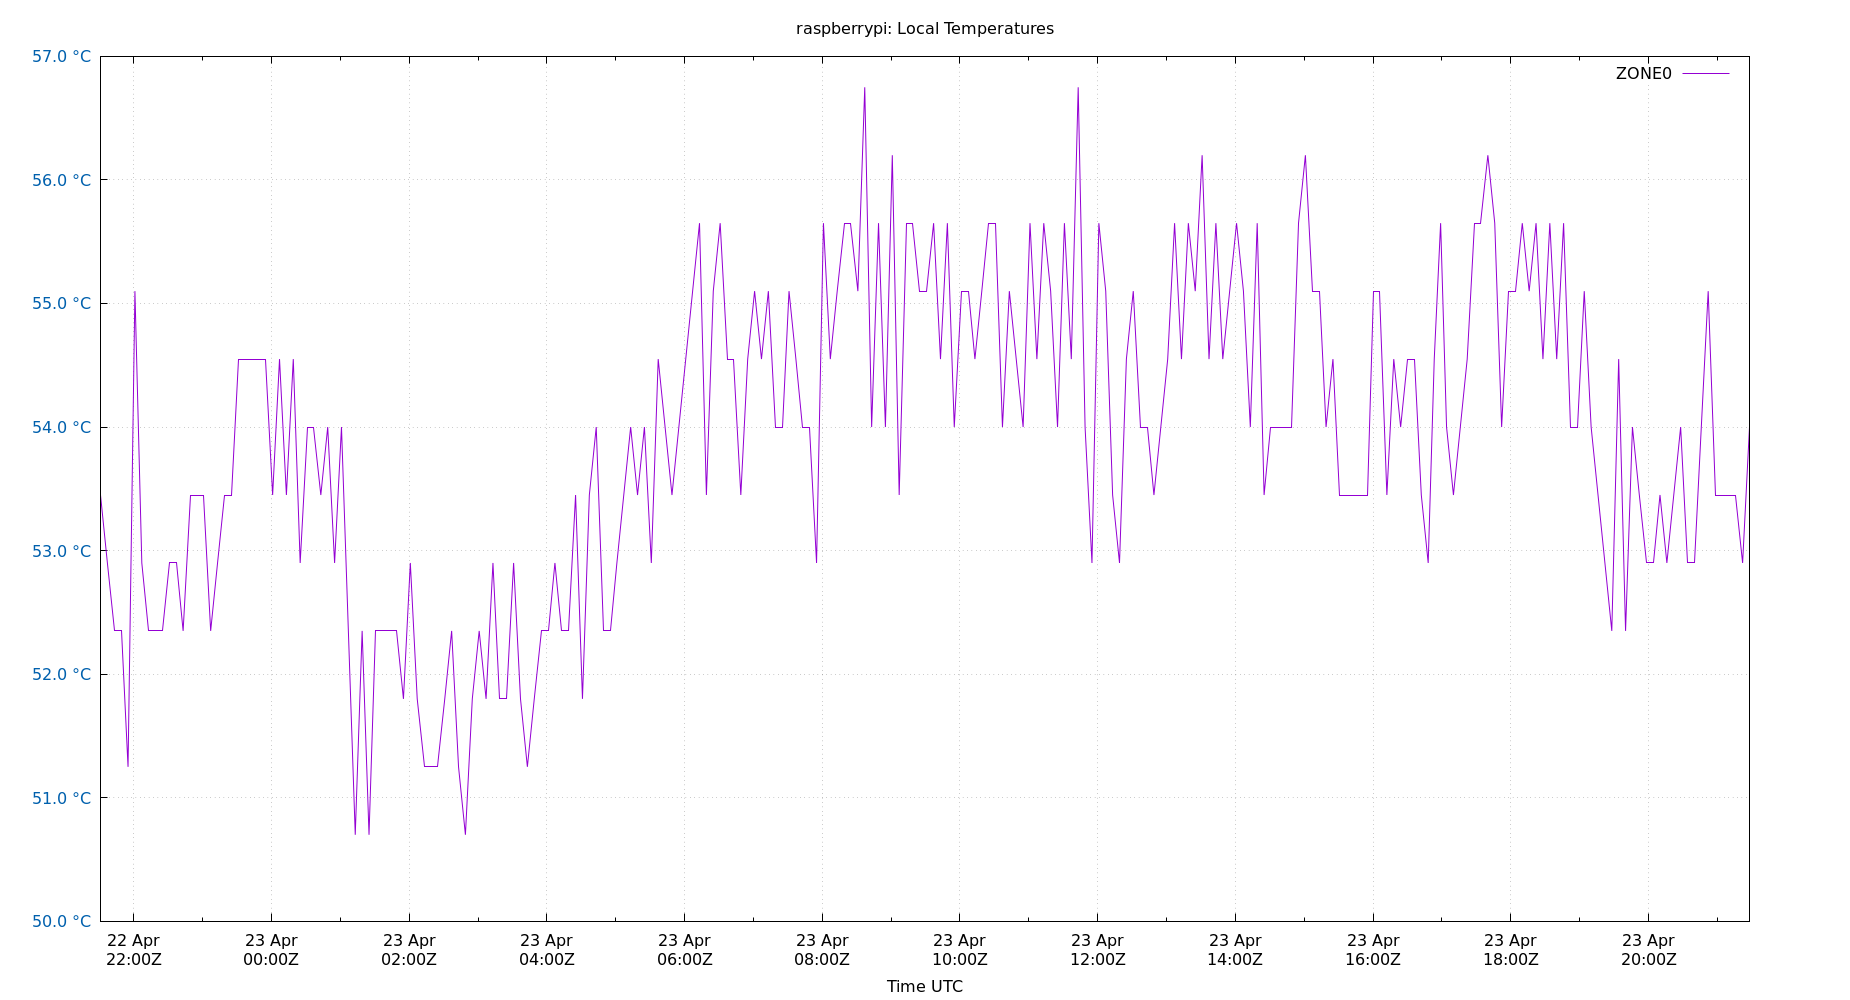 raspberrypi: Local Temperatures
57.0 °C
ZONE0
56.0 °C
55.0 °C
54.0 °C
53.0 °C
52.0 °C
51.0 °C
50.0 °C
22 Apr 23 Apr 23 Apr 23 Apr 23 Apr 23 Apr 23 Apr 23 Apr 23 Apr 23 Apr 23 Apr 23 Apr
22:00Z 00:00Z 02:00Z 04:00Z 06:00Z 08:00Z 10:00Z 12:00Z 14:00Z 16:00Z 18:00Z 20:00Z
Time UTC